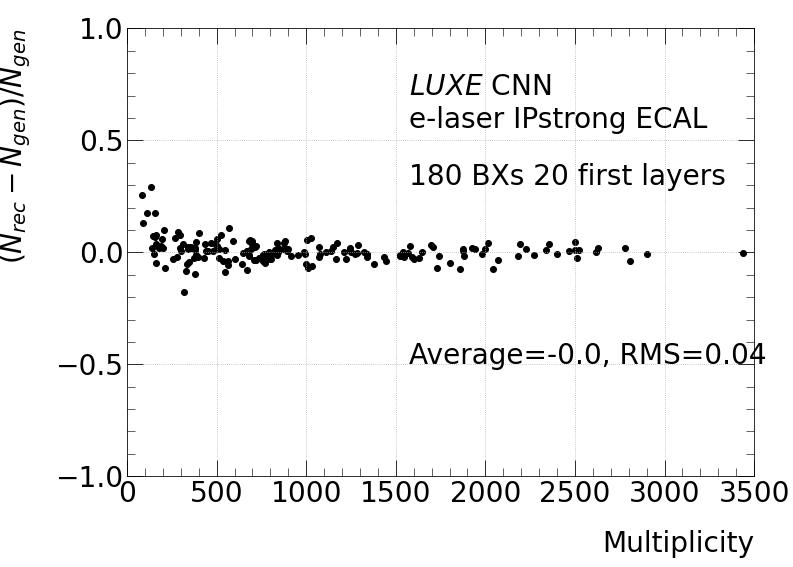 (N_rec − N_gen)/N_gen
1.0
0.5
0.0
−0.5
−1.0
LUXE CNN
e-laser IPstrong ECAL
180 BXs 20 first layers
Average=-0.0, RMS=0.04
0 500 1000 1500 2000 2500 3000 3500
Multiplicity